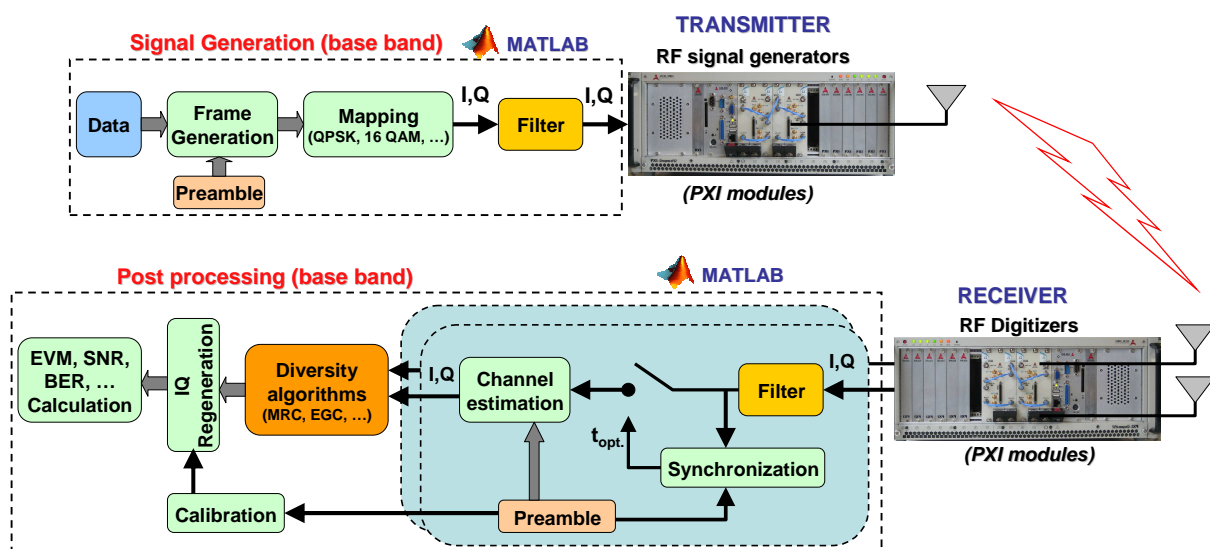 TRANSMITTER
Signal Generation (base band)
MATLAB
RF signal generators
Data
Frame
Generation
Mapping
(QPSK, 16 QAM, …)
I,Q
Filter
I,Q
Preamble
(PXI modules)
Post processing (base band)
MATLAB
RECEIVER
RF Digitizers
EVM, SNR,
BER, …
Calculation
IQ
Regeneration
Diversity
algorithms
(MRC, EGC, …)
I,Q
Channel
estimation
Filter
I,Q
topt.
Synchronization
(PXI modules)
Calibration
Preamble